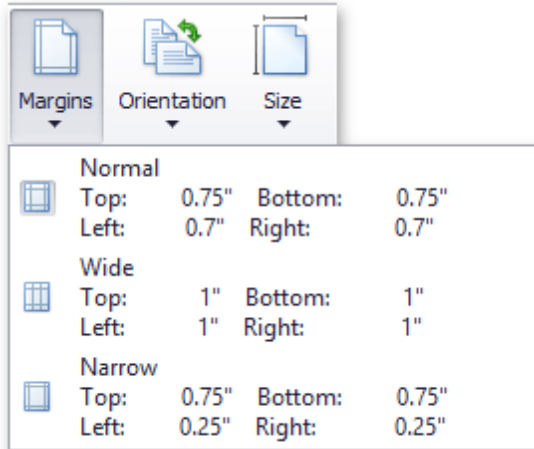 Margins Orientation Size
Normal
Top: 0.75" Bottom: 0.75"
Left: 0.7" Right: 0.7"
Wide
Top: 1" Bottom: 1"
Left: 1" Right: 1"
Narrow
Top: 0.75" Bottom: 0.75"
Left: 0.25" Right: 0.25"